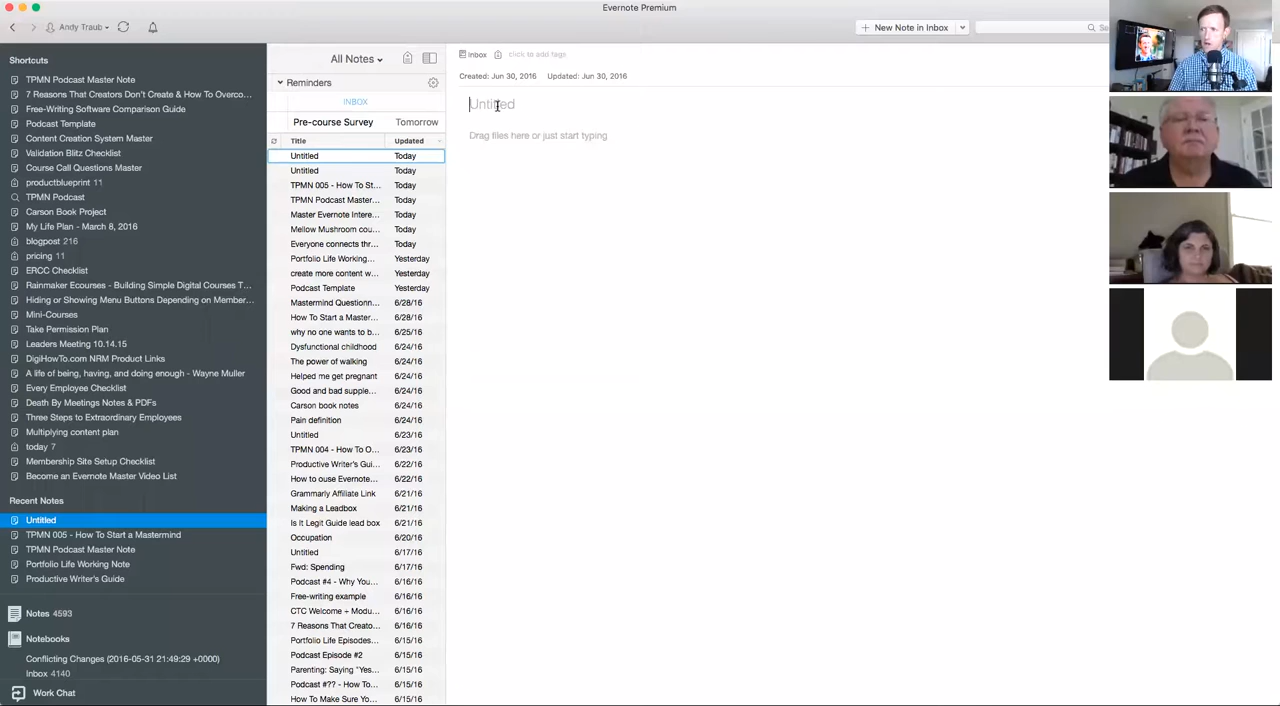 Evernote Premium
Andy Traub
New Note in Inbox
Shortcuts
TPMN Podcast Master Note
7 Reasons That Creators Don't Create & How To Overco...
Free-Writing Software Comparison Guide
Podcast Template
Content Creation System Master
Validation Blitz Checklist
Course Call Questions Master
productblueprint 11
TPMN Podcast
Carson Book Project
My Life Plan - March 8, 2016
blogpost 216
pricing 11
ERCC Checklist
Rainmaker Ecourses - Building Simple Digital Courses T...
Hiding or Showing Menu Buttons Depending on Member...
Mini-Courses
Take Permission Plan
Leaders Meeting 10.14.15
DigiHowTo.com NRM Product Links
A life of being, having, and doing enough - Wayne Muller
Every Employee Checklist
Death By Meetings Notes & PDFs
Three Steps to Extraordinary Employees
Multiplying content plan
today 7
Membership Site Setup Checklist
Become an Evernote Master Video List
Recent Notes
Untitled
TPMN 005 - How To Start a Mastermind
TPMN Podcast Master Note
Portfolio Life Working Note
Productive Writer's Guide
Notes 4593
Notebooks
Conflicting Changes (2016-05-31 21:49:29 +0000)
Inbox 4140
Work Chat
All Notes
Reminders
INBOX
Pre-course Survey Tomorrow
Title Updated
Untitled Today
Untitled Today
TPMN 005 - How To St... Today
TPMN Podcast Master... Today
Master Evernote Intere... Today
Mellow Mushroom cou... Today
Everyone connects thr... Today
Portfolio Life Working... Yesterday
create more content w... Yesterday
Podcast Template Yesterday
Mastermind Questionn... 6/28/16
How To Start a Master... 6/28/16
why no one wants to b... 6/25/16
Dysfunctional childhood 6/24/16
The power of walking 6/24/16
Helped me get pregnant 6/24/16
Good and bad supple... 6/24/16
Carson book notes 6/24/16
Pain definition 6/24/16
Untitled 6/23/16
TPMN 004 - How To O... 6/23/16
Productive Writer's Gui... 6/22/16
How to ouse Evernote... 6/22/16
Grammarly Affiliate Link 6/21/16
Making a Leadbox 6/21/16
Is It Legit Guide lead box 6/21/16
Occupation 6/20/16
Untitled 6/17/16
Fwd: Spending 6/17/16
Podcast #4 - Why You... 6/16/16
Free-writing example 6/16/16
CTC Welcome + Modu... 6/16/16
7 Reasons That Creato... 6/16/16
Portfolio Life Episodes... 6/15/16
Podcast Episode #2 6/15/16
Parenting: Saying "Yes... 6/15/16
Podcast #?? - How To... 6/15/16
How To Make Sure Yo... 6/15/16
Inbox click to add tags
Created: Jun 30, 2016 Updated: Jun 30, 2016
Untitled
Drag files here or just start typing